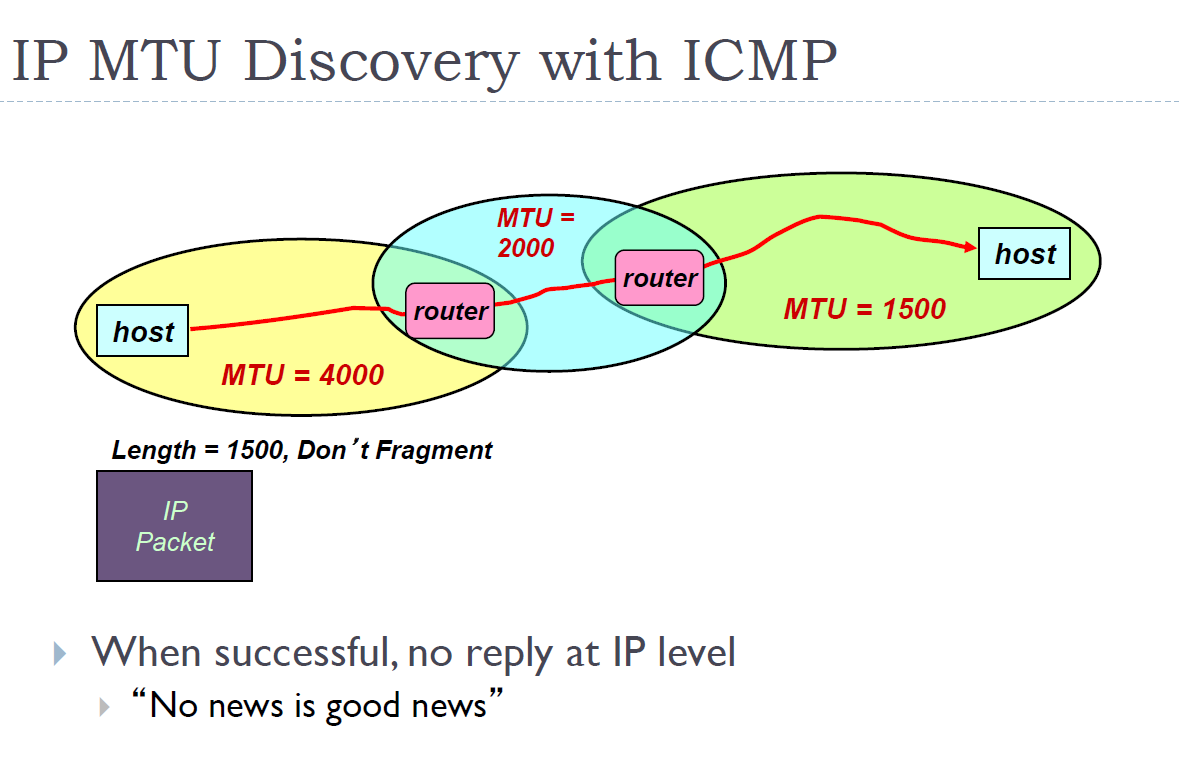 IP MTU Discovery with ICMP
MTU =
2000
host
router
router
host
MTU = 1500
MTU = 4000
Length = 1500, Don’t Fragment
IP
Packet
When successful, no reply at IP level
“No news is good news”